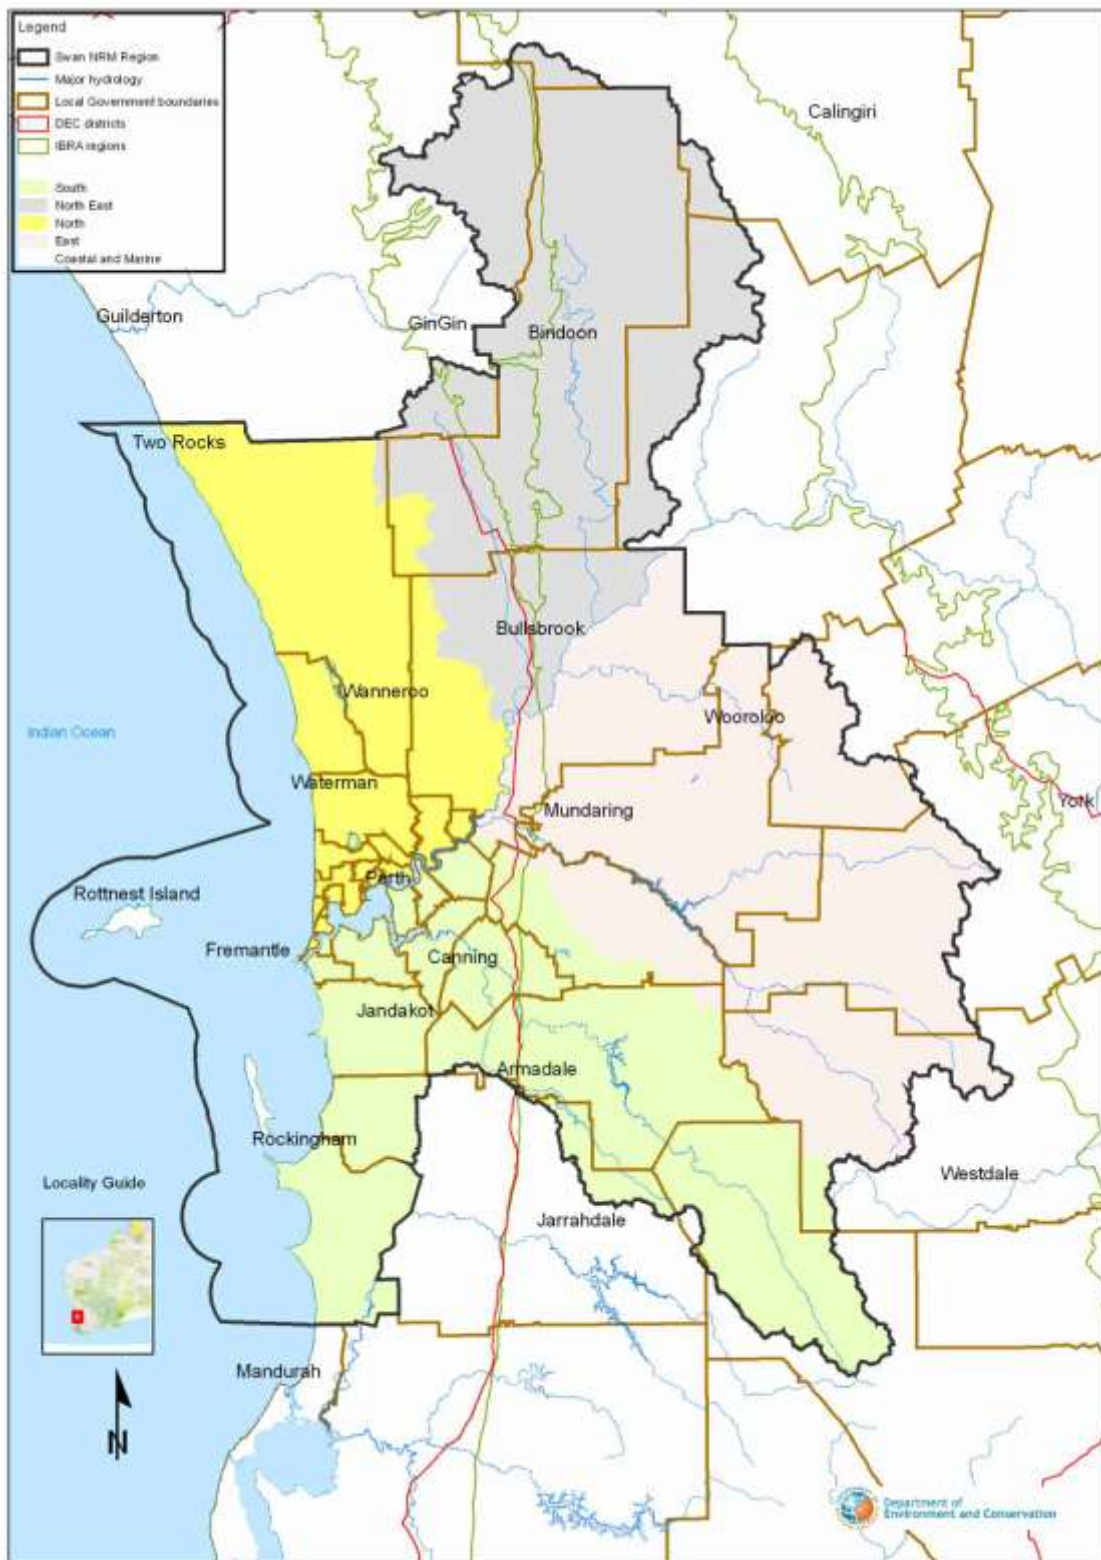 Legend
Swan NRM Region
Major hydrology
Local Government boundaries
DEC districts
IBRA regions
South
North East
North
East
Coastal and Marine
Calingiri
Guilderton
GinGin
Bindoon
Two Rocks
Bullsbrook
Wanneroo
Wooroloo
Indian Ocean
Waterman
Mundaring
York
Perth
Rottnest Island
Fremantle
Canning
Jandakot
Armadale
Rockingham
Westdale
Locality Guide
Jarrahdale
Mandurah
N
Department of
Environment and Conservation